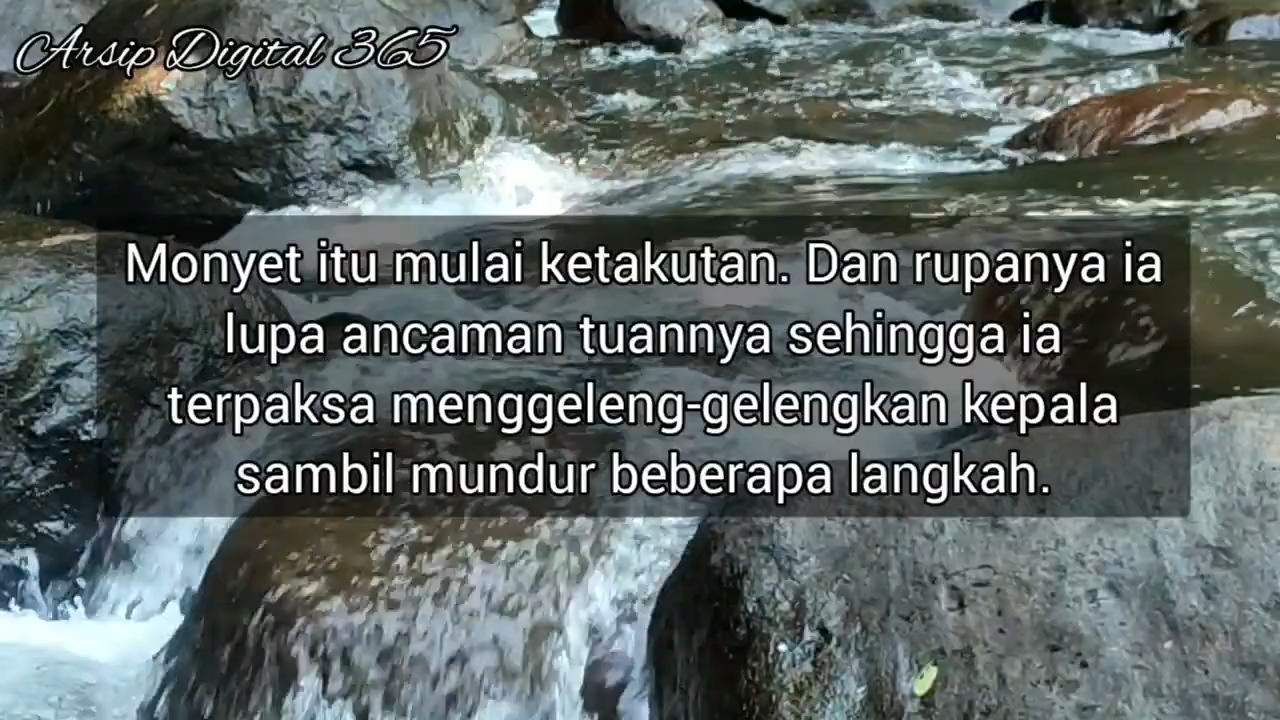 Arsip Digital 365
Monyet itu mulai ketakutan. Dan rupanya ia
lupa ancaman tuannya sehingga ia
terpaksa menggeleng-gelengkan kepala
sambil mundur beberapa langkah.